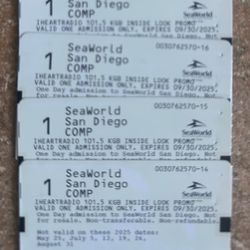 1 San Diego
COMP
SeaWorld
IHEARTRADIO 101.5 KGB INSIDE LOOK PROMO
VALID ONE ADMISSION ONLY. EXPIRES 09/30/2025.
1 SeaWorld
San Diego
COMP
0030762570-16
SeaWorld
IHEARTRADIO 101.5 KGB INSIDE LOOK PROMO
VALID ONE ADMISSION ONLY. EXPIRES 09/30/2025.
One Day admission to SeaWorld San Diego. Not
1 SeaWorld
San Diego
COMP
0030762570-15
SeaWorld
IHEARTRADIO 101.5 KGB INSIDE LOOK PROMO
VALID ONE ADMISSION ONLY. EXPIRES 09/30/2025.
One Day admission to SeaWorld San Diego. Not
1 SeaWorld
San Diego
COMP
0030762570-14
SeaWorld
IHEARTRADIO 101.5 KGB INSIDE LOOK PROMO
VALID ONE ADMISSION ONLY. EXPIRES 09/30/2025.
One Day admission to SeaWorld San Diego. Not
for resale. Non-transferable. Non-refundable.
Not valid on these 2025 dates:
May 25, July 5, 12, 19, 26,
August 31